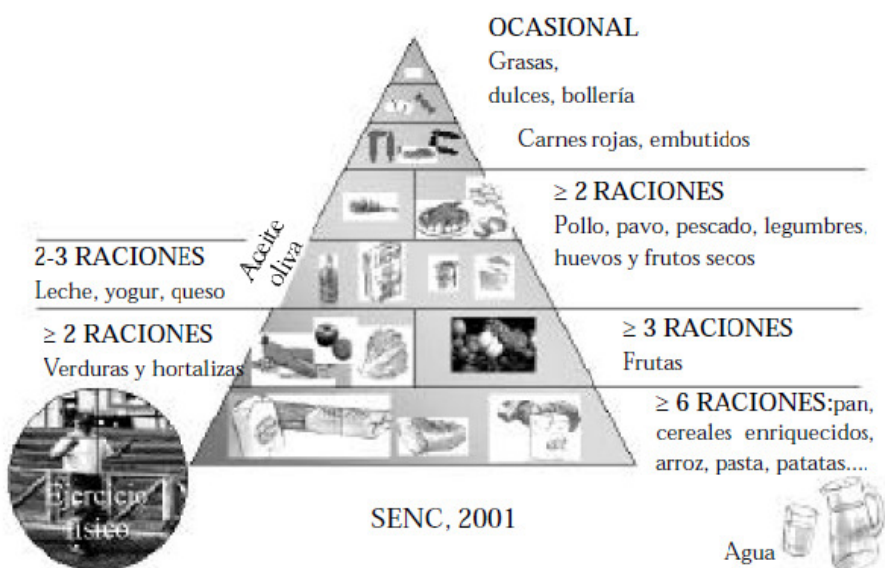 OCASIONAL
Grasas,
dulces, bollería
Carnes rojas, embutidos
≥ 2 RACIONES
Pollo, pavo, pescado, legumbres,
huevos y frutos secos
Aceite
oliva
2-3 RACIONES
Leche, yogur, queso
≥ 2 RACIONES
Verduras y hortalizas
≥ 3 RACIONES
Frutas
≥ 6 RACIONES:pan,
cereales enriquecidos,
arroz, pasta, patatas....
Ejercicio
físico
SENC, 2001
Agua